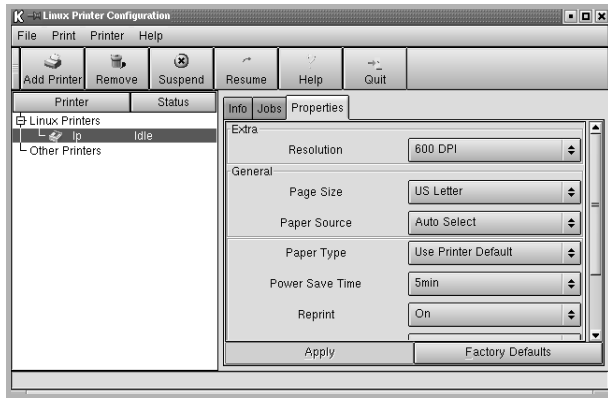 Linux Printer Configuration
File Print Printer Help
Add Printer Remove Suspend Resume Help Quit
Printer Status
Linux Printers
lp Idle
Other Printers
Info Jobs Properties
Extra
Resolution 600 DPI
General
Page Size US Letter
Paper Source Auto Select
Paper Type Use Printer Default
Power Save Time 5min
Reprint On
Apply Factory Defaults